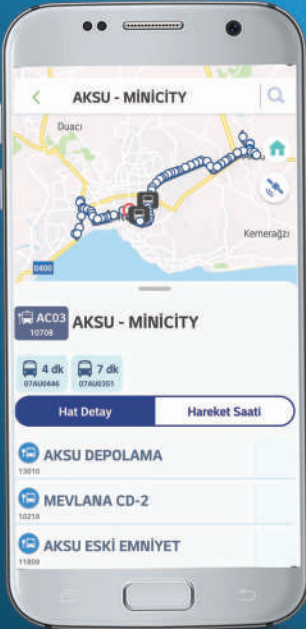 AKSU - MİNİCİTY
Duacı
Kemerağzı
D400
AC03
10708
AKSU - MİNİCİTY
4 dk
07AU0446
7 dk
07AU0351
Hat Detay
Hareket Saati
AKSU DEPOLAMA
13010
MEVLANA CD-2
10218
AKSU ESKİ EMNİYET
11809